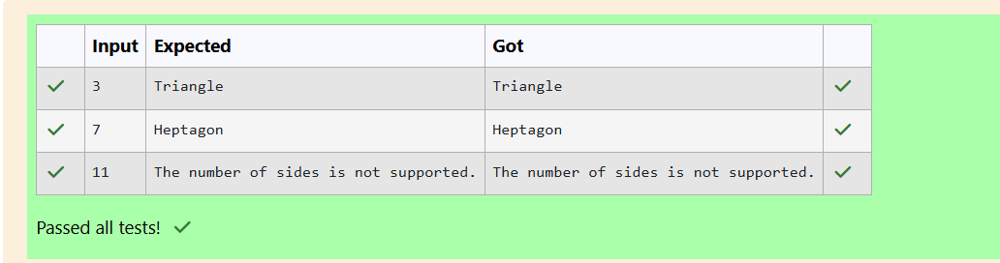 Input Expected Got
3 Triangle Triangle
7 Heptagon Heptagon
11 The number of sides is not supported. The number of sides is not supported.
Passed all tests!